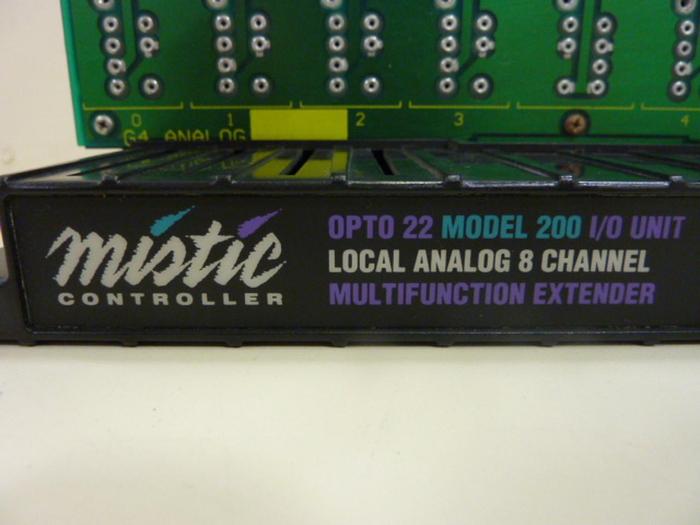 0 1 2 3 4
G4 ANALOG
mistic
CONTROLLER
OPTO 22 MODEL 200 I/O UNIT
LOCAL ANALOG 8 CHANNEL
MULTIFUNCTION EXTENDER